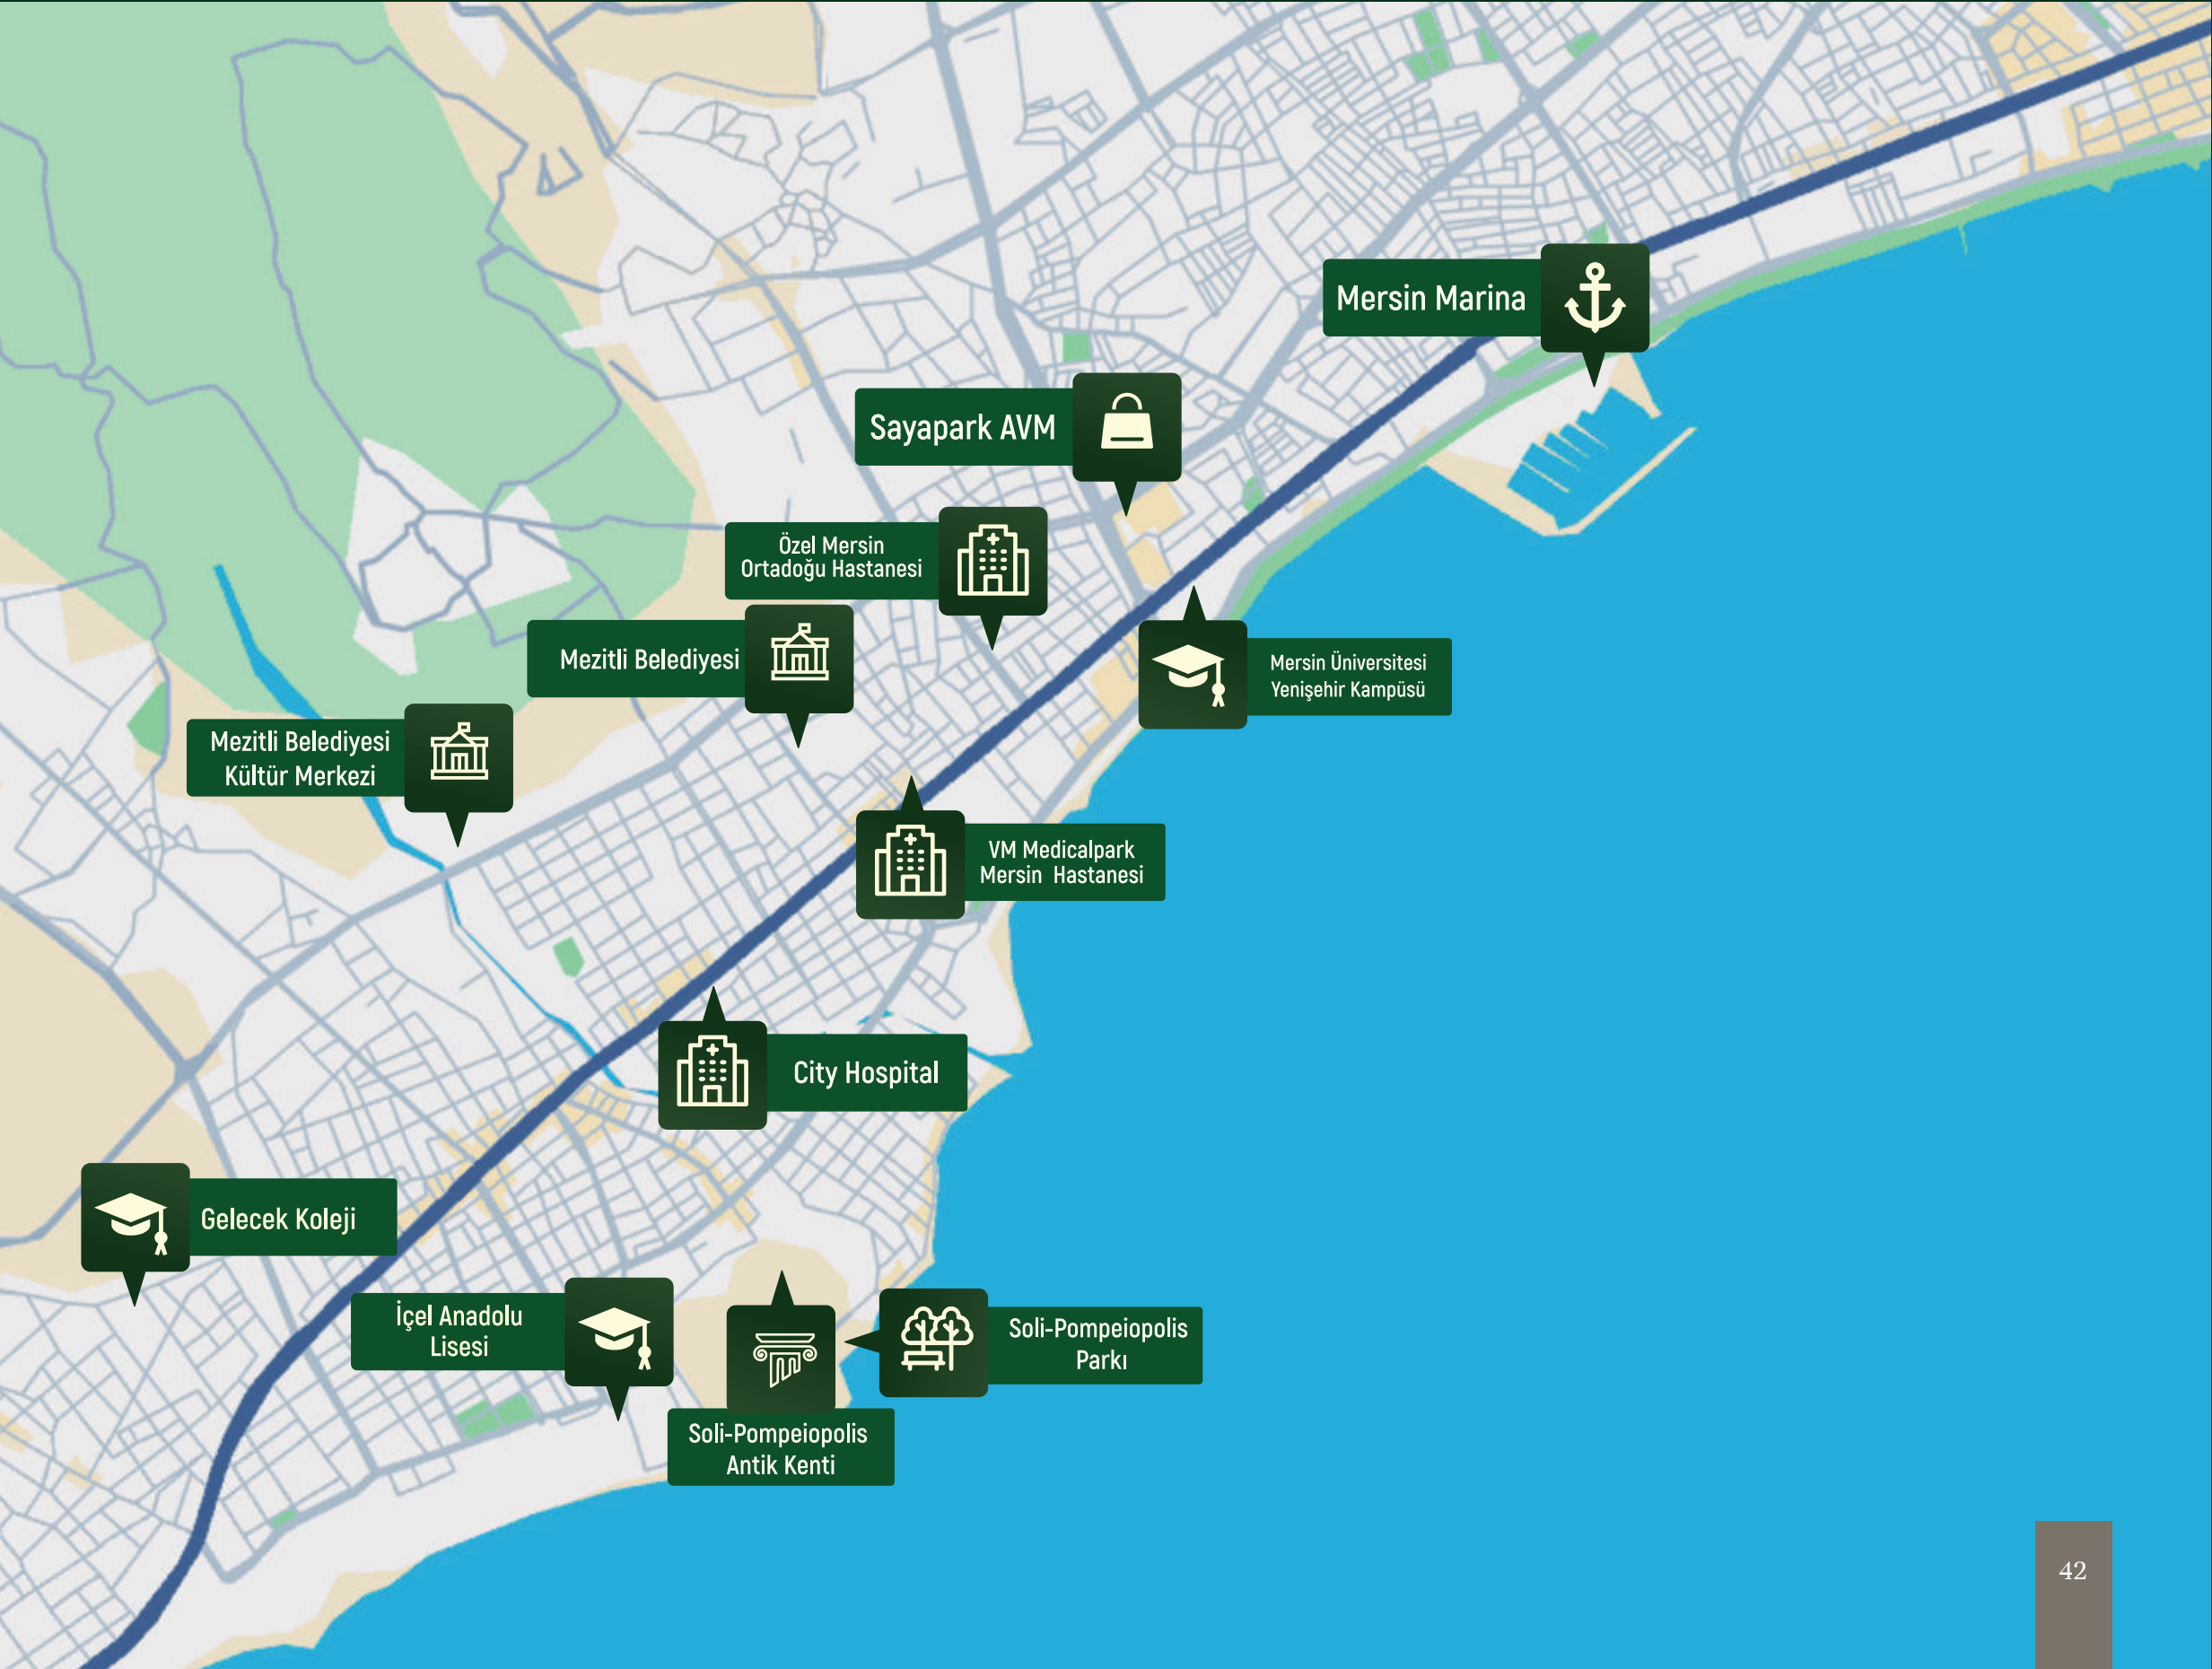 Mersin Marina
Sayapark AVM
Özel Mersin
Ortadoğu Hastanesi
Mezitli Belediyesi
Mersin Üniversitesi
Yenişehir Kampüsü
Mezitli Belediyesi
Kültür Merkezi
VM Medicalpark
Mersin Hastanesi
City Hospital
Gelecek Koleji
İçel Anadolu
Lisesi
Soli-Pompeiopolis
Parkı
Soli-Pompeiopolis
Antik Kenti
42